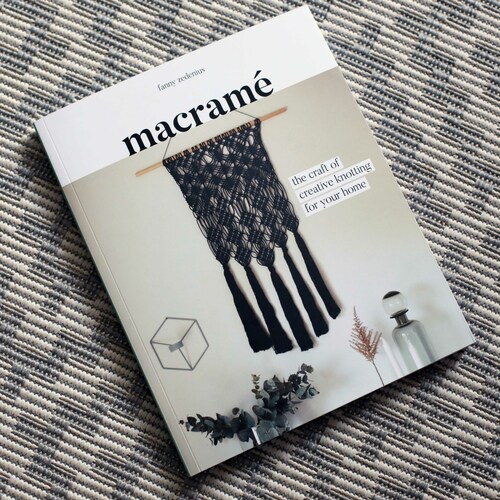 fanny zedenius
macramé
the craft of
creative knotting
for your home